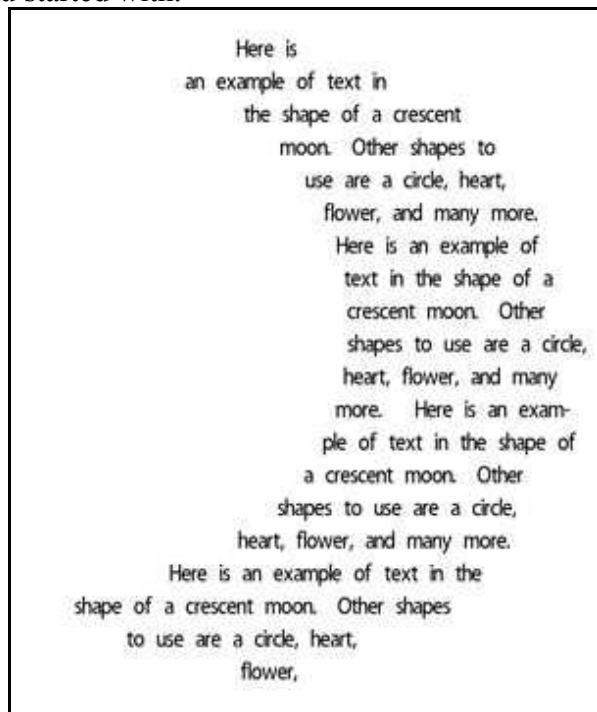 started with.
Here is
an example of text in
the shape of a crescent
moon. Other shapes to
use are a circle, heart,
flower, and many more.
Here is an example of
text in the shape of a
crescent moon. Other
shapes to use are a circle,
heart, flower, and many
more. Here is an exam-
ple of text in the shape of
a crescent moon. Other
shapes to use are a circle,
heart, flower, and many more.
Here is an example of text in the
shape of a crescent moon. Other shapes
to use are a circle, heart,
flower,